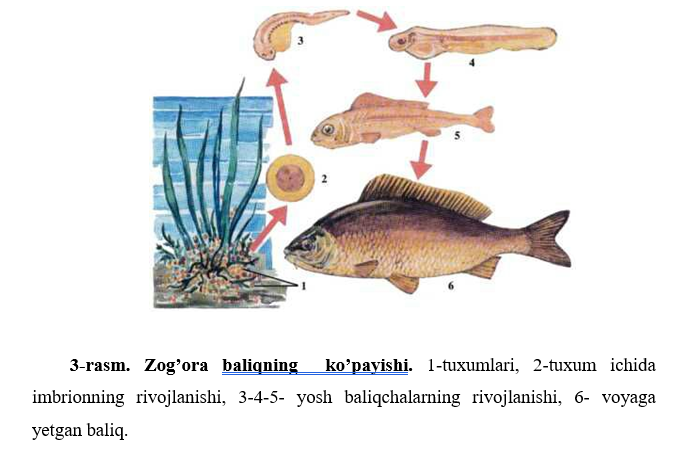 3
4
5
2
1
6
3-rasm. Zog’ora baliqning ko’payishi. 1-tuxumlari, 2-tuxum ichida
imbrionning rivojlanishi, 3-4-5- yosh baliqchalarning rivojlanishi, 6- voyaga
yetgan baliq.